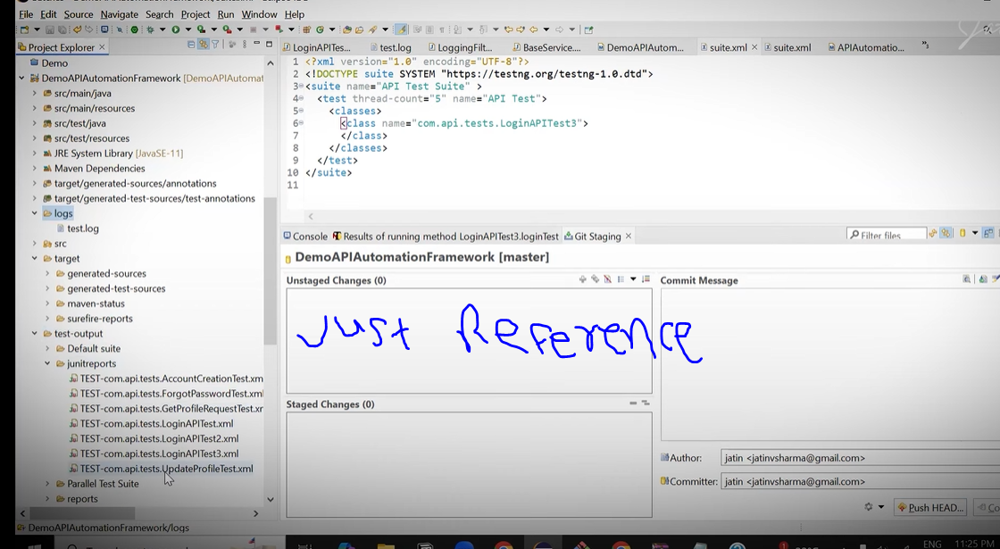 File Edit Source Navigate Search Project Run Window Help
Project Explorer
Demo
DemoAPIAutomationFramework [DemoAPIAutomat
src/main/java
src/main/resources
src/test/java
src/test/resources
JRE System Library [JavaSE-11]
Maven Dependencies
target/generated-sources/annotations
target/generated-test-sources/test-annotations
logs
test.log
src
target
generated-sources
generated-test-sources
maven-status
surefire-reports
test-output
Default suite
junitreports
TEST-com.api.tests.AccountCreationTest.xm
TEST-com.api.tests.ForgotPasswordTest.xml
TEST-com.api.tests.GetProfileRequestTest.xr
TEST-com.api.tests.LoginAPITest.xml
TEST-com.api.tests.LoginAPITest2.xml
TEST-com.api.tests.LoginAPITest3.xml
TEST-com.api.tests.UpdateProfileTest.xml
Parallel Test Suite
reports
DemoAPIAutomationFramework/logs
LoginAPITes... test.log LoggingFilt... BaseService.... DemoAPIAutom... suite.xml suite.xml APIAutomatio...
1 <?xml version="1.0" encoding="UTF-8"?>
2 <!DOCTYPE suite SYSTEM "https://testng.org/testng-1.0.dtd">
3 <suite name="API Test Suite" >
4 <test thread-count="5" name="API Test">
5 <classes>
6 <class name="com.api.tests.LoginAPITest3">
7 </class>
8 </classes>
9 </test>
10 </suite>
11
Console Results of running method LoginAPITest3.loginTest Git Staging
Filter files
DemoAPIAutomationFramework [master]
Unstaged Changes (0)
Just Reference
Staged Changes (0)
Commit Message
Author: jatin <jatinvsharma@gmail.com>
Committer: jatin <jatinvsharma@gmail.com>
Push HEAD...
Co
ENG 11:25 PM